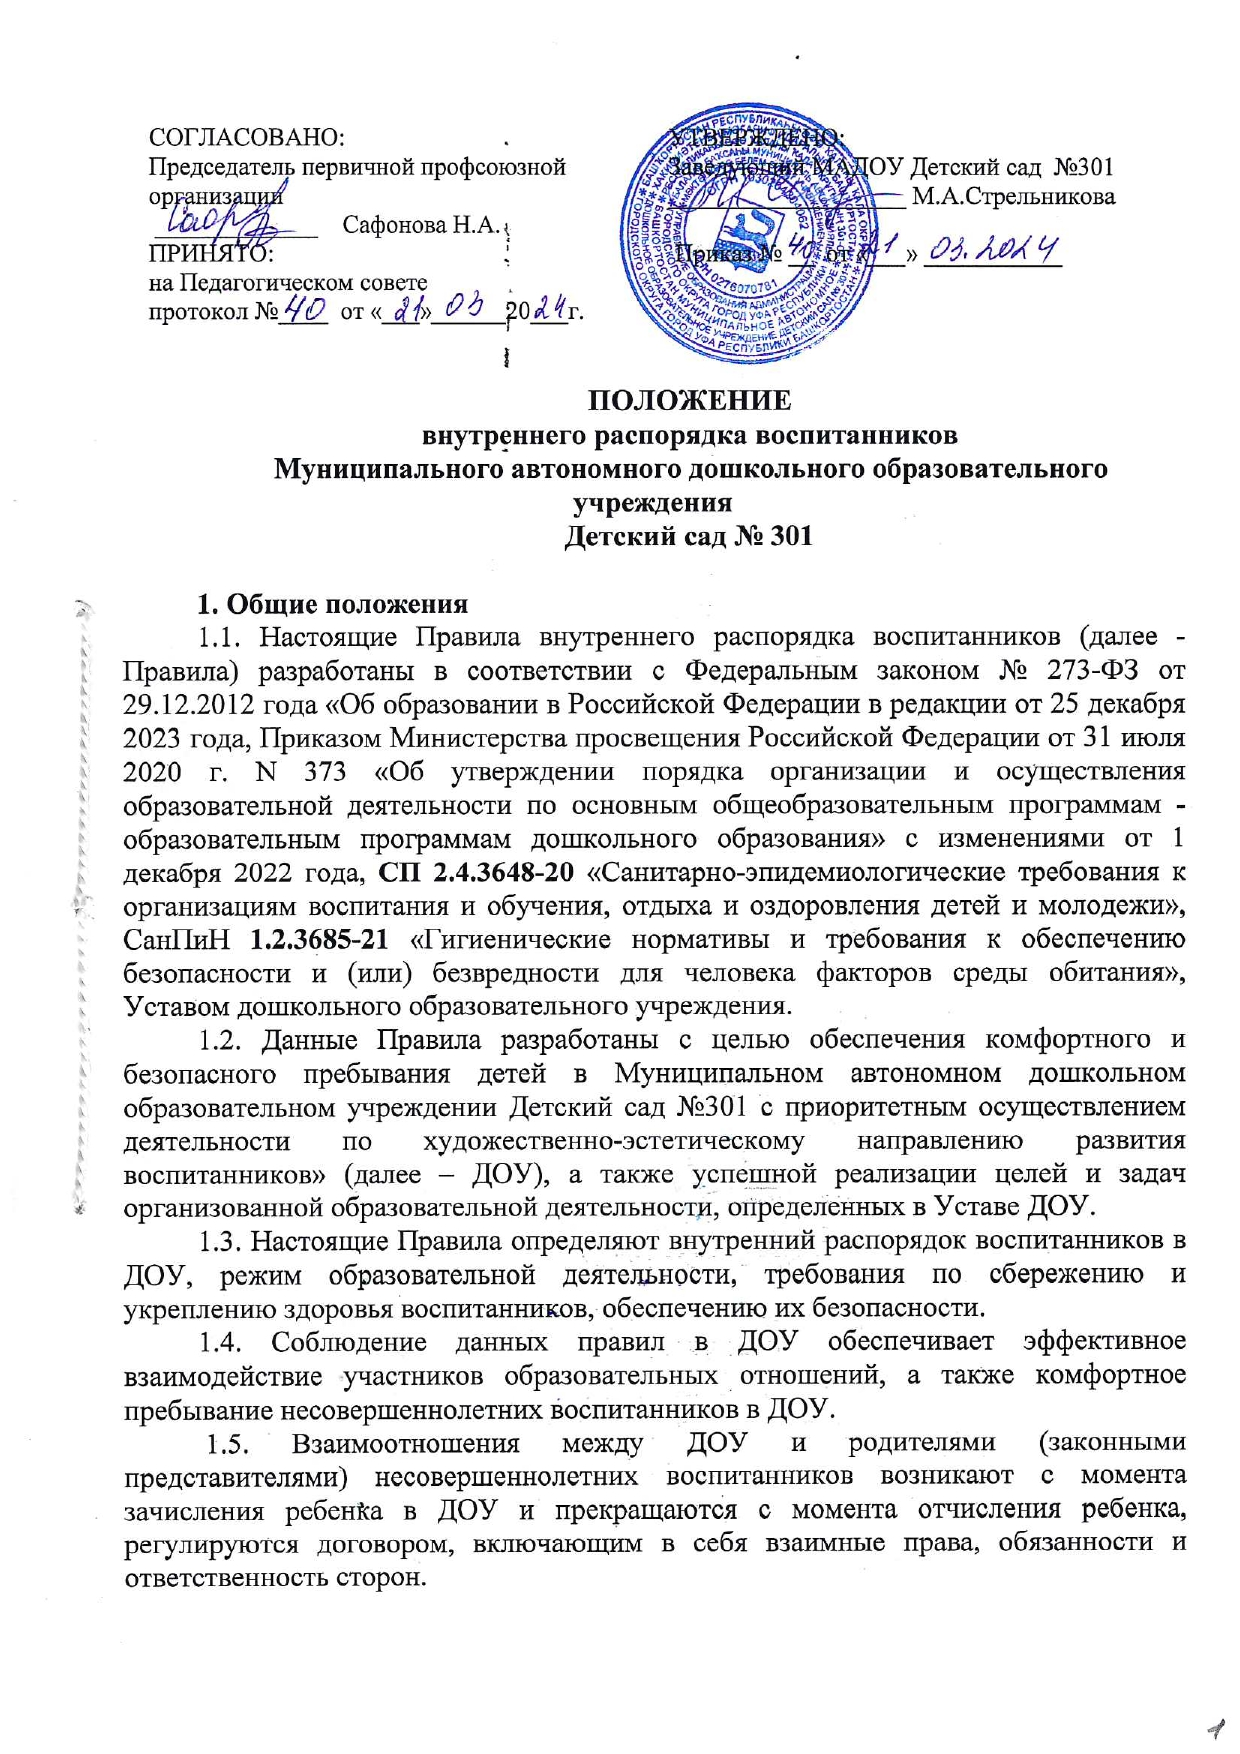 СОГЛАСОВАНО:
Председатель первичной профсоюзной
организации
Сафонова Н.А.
ПРИНЯТО:
на Педагогическом совете
протокол № 40 от « 21 » 03 2024г.
УТВЕРЖДЕНО:
Заведующий МАДОУ Детский сад №301
М.А.Стрельникова
Приказ № 40 от « 21 » 03.2024
ПОЛОЖЕНИЕ
внутреннего распорядка воспитанников
Муниципального автономного дошкольного образовательного
учреждения
Детский сад № 301
1. Общие положения
1.1. Настоящие Правила внутреннего распорядка воспитанников (далее -
Правила) разработаны в соответствии с Федеральным законом № 273-ФЗ от
29.12.2012 года «Об образовании в Российской Федерации в редакции от 25 декабря
2023 года, Приказом Министерства просвещения Российской Федерации от 31 июля
2020 г. N 373 «Об утверждении порядка организации и осуществления
образовательной деятельности по основным общеобразовательным программам -
образовательным программам дошкольного образования» с изменениями от 1
декабря 2022 года, СП 2.4.3648-20 «Санитарно-эпидемиологические требования к
организациям воспитания и обучения, отдыха и оздоровления детей и молодежи»,
СанПиН 1.2.3685-21 «Гигиенические нормативы и требования к обеспечению
безопасности и (или) безвредности для человека факторов среды обитания»,
Уставом дошкольного образовательного учреждения.
1.2. Данные Правила разработаны с целью обеспечения комфортного и
безопасного пребывания детей в Муниципальном автономном дошкольном
образовательном учреждении Детский сад №301 с приоритетным осуществлением
деятельности по художественно-эстетическому направлению развития
воспитанников» (далее – ДОУ), а также успешной реализации целей и задач
организованной образовательной деятельности, определенных в Уставе ДОУ.
1.3. Настоящие Правила определяют внутренний распорядок воспитанников в
ДОУ, режим образовательной деятельности, требования по сбережению и
укреплению здоровья воспитанников, обеспечению их безопасности.
1.4. Соблюдение данных правил в ДОУ обеспечивает эффективное
взаимодействие участников образовательных отношений, а также комфортное
пребывание несовершеннолетних воспитанников в ДОУ.
1.5. Взаимоотношения между ДОУ и родителями (законными
представителями) несовершеннолетних воспитанников возникают с момента
зачисления ребенка в ДОУ и прекращаются с момента отчисления ребенка,
регулируются договором, включающим в себя взаимные права, обязанности и
ответственность сторон.
1